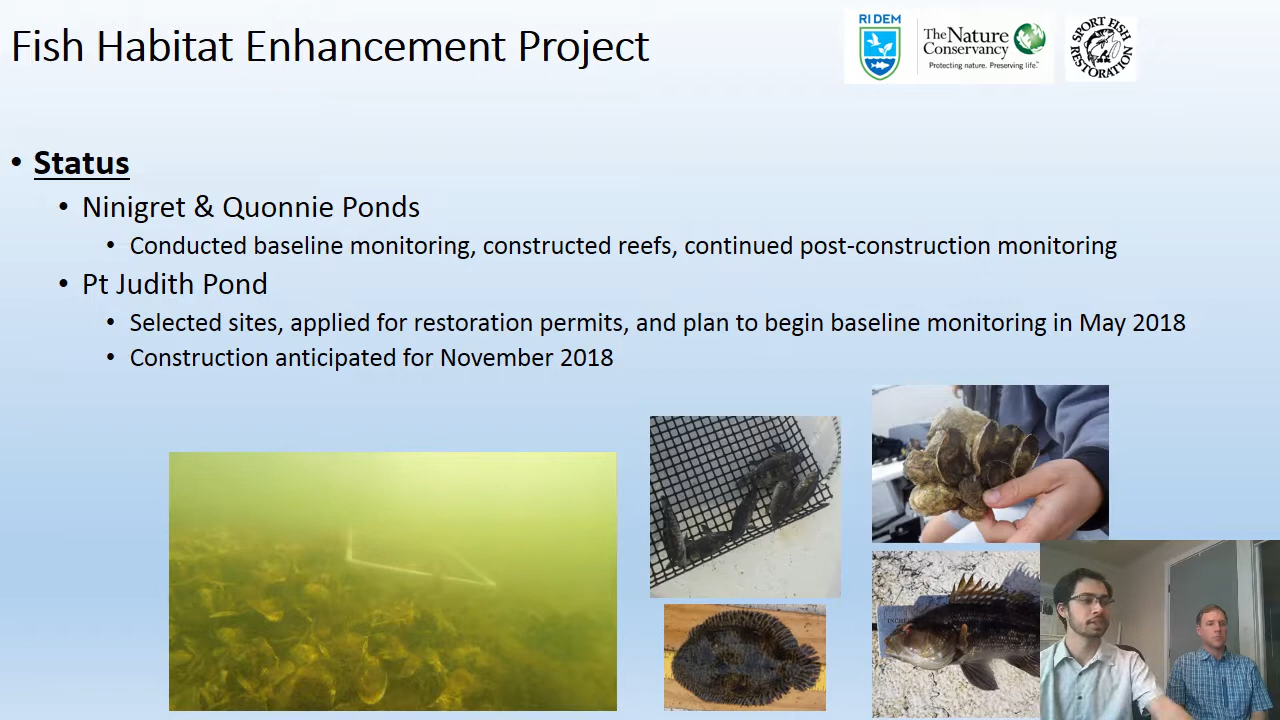 Fish Habitat Enhancement Project
RI DEM
The Nature
Conservancy
Protecting nature. Preserving life.™
SPORT FISH
RESTORATION
• Status
• Ninigret & Quonnie Ponds
• Conducted baseline monitoring, constructed reefs, continued post-construction monitoring
• Pt Judith Pond
• Selected sites, applied for restoration permits, and plan to begin baseline monitoring in May 2018
• Construction anticipated for November 2018